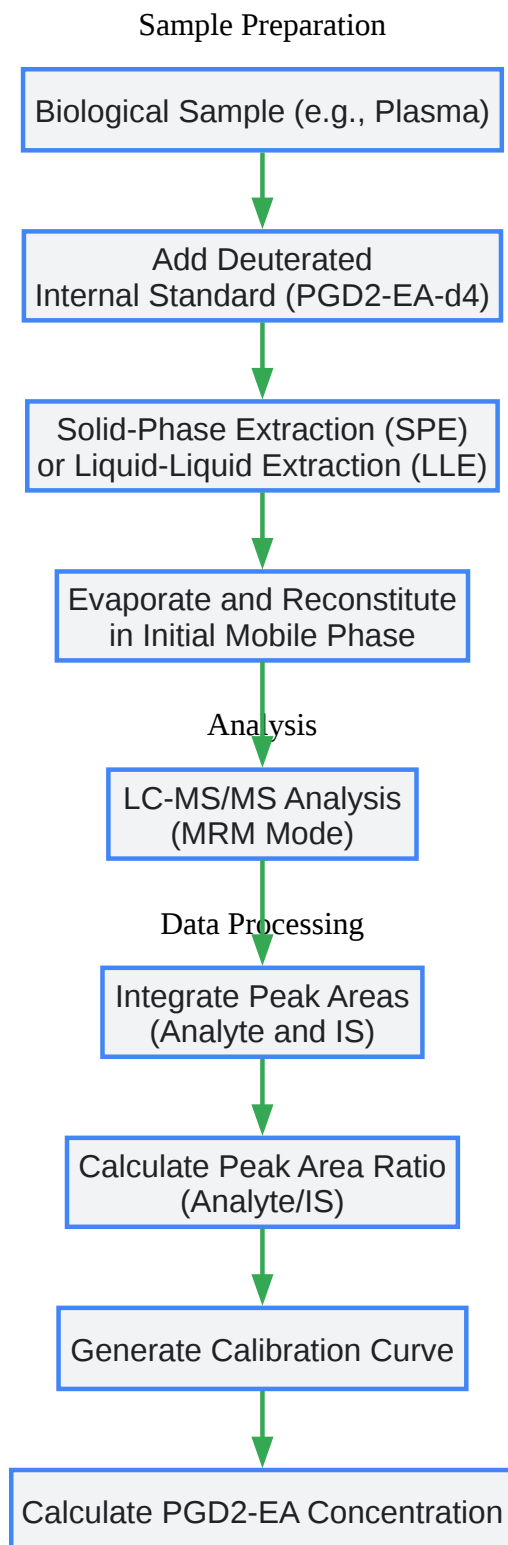 Sample Preparation
Biological Sample (e.g., Plasma)
Add Deuterated
Internal Standard (PGD2-EA-d4)
Solid-Phase Extraction (SPE)
or Liquid-Liquid Extraction (LLE)
Evaporate and Reconstitute
in Initial Mobile Phase
Analysis
LC-MS/MS Analysis
(MRM Mode)
Data Processing
Integrate Peak Areas
(Analyte and IS)
Calculate Peak Area Ratio
(Analyte/IS)
Generate Calibration Curve
Calculate PGD2-EA Concentration